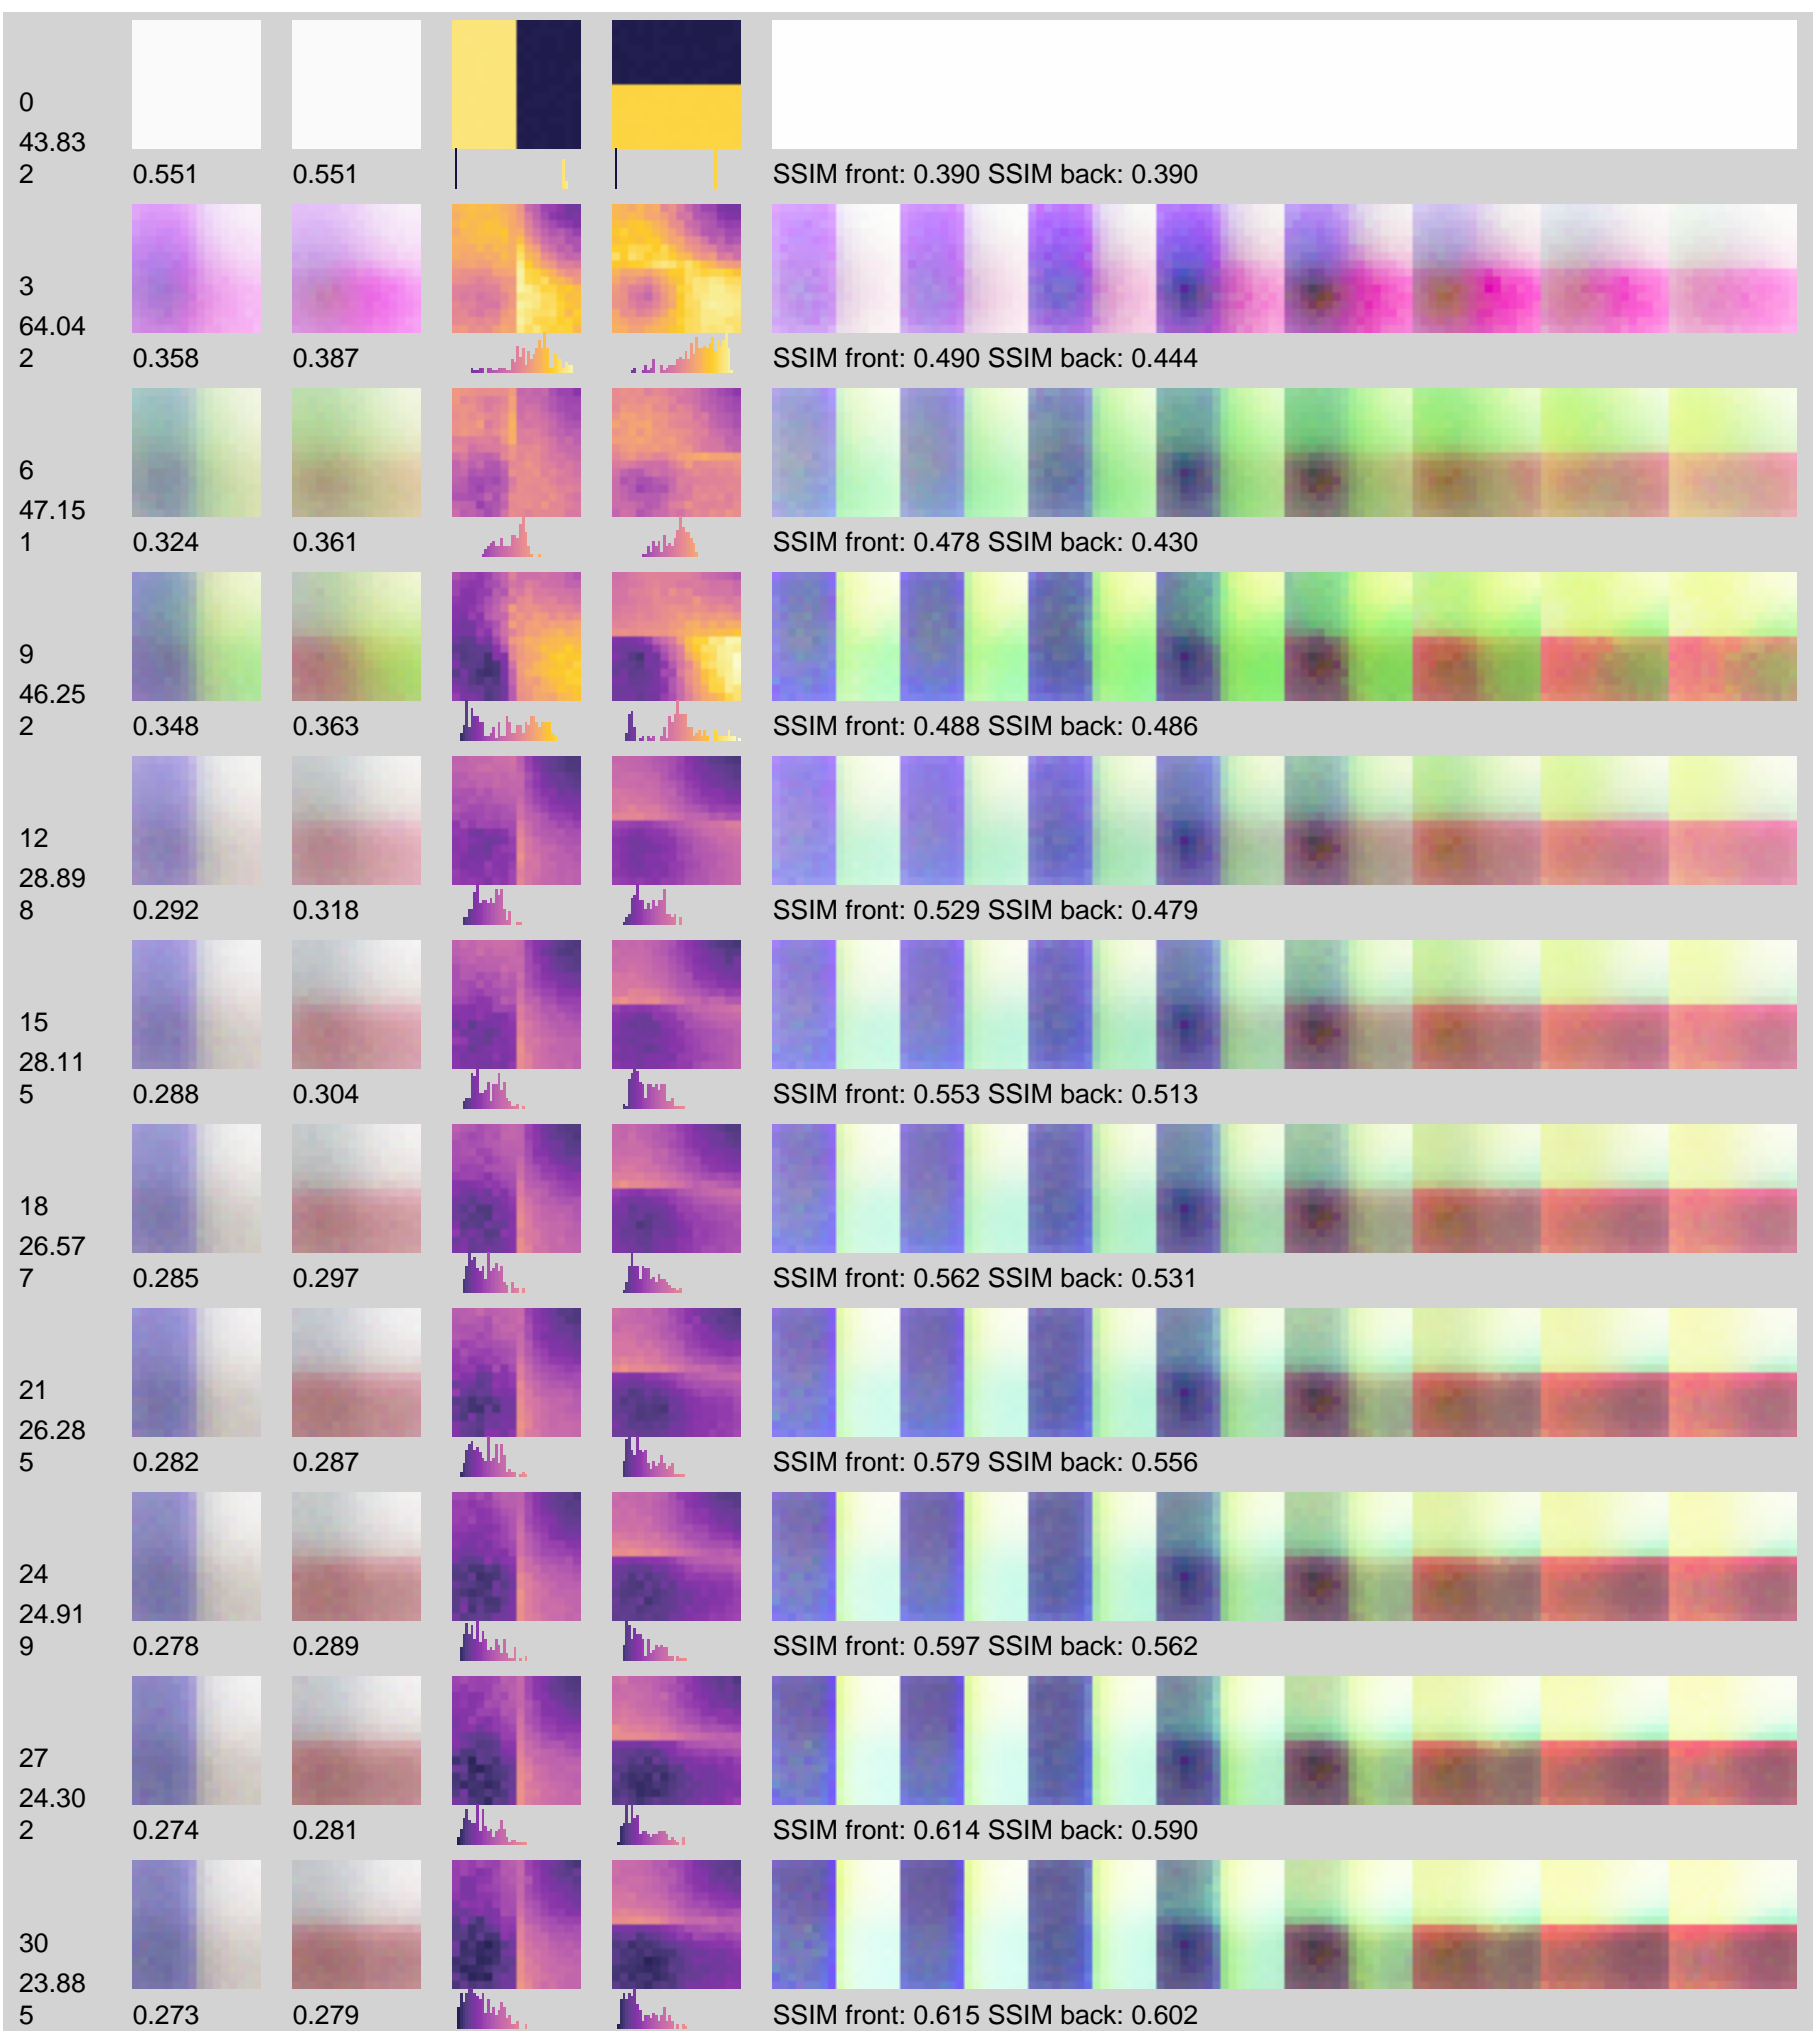 0
43.83
2 0.551 0.551 SSIM front: 0.390 SSIM back: 0.390
3
64.04
2 0.358 0.387 SSIM front: 0.490 SSIM back: 0.444
6
47.15
1 0.324 0.361 SSIM front: 0.478 SSIM back: 0.430
9
46.25
2 0.348 0.363 SSIM front: 0.488 SSIM back: 0.486
12
28.89
8 0.292 0.318 SSIM front: 0.529 SSIM back: 0.479
15
28.11
5 0.288 0.304 SSIM front: 0.553 SSIM back: 0.513
18
26.57
7 0.285 0.297 SSIM front: 0.562 SSIM back: 0.531
21
26.28
5 0.282 0.287 SSIM front: 0.579 SSIM back: 0.556
24
24.91
9 0.278 0.289 SSIM front: 0.597 SSIM back: 0.562
27
24.30
2 0.274 0.281 SSIM front: 0.614 SSIM back: 0.590
30
23.88
5 0.273 0.279 SSIM front: 0.615 SSIM back: 0.602